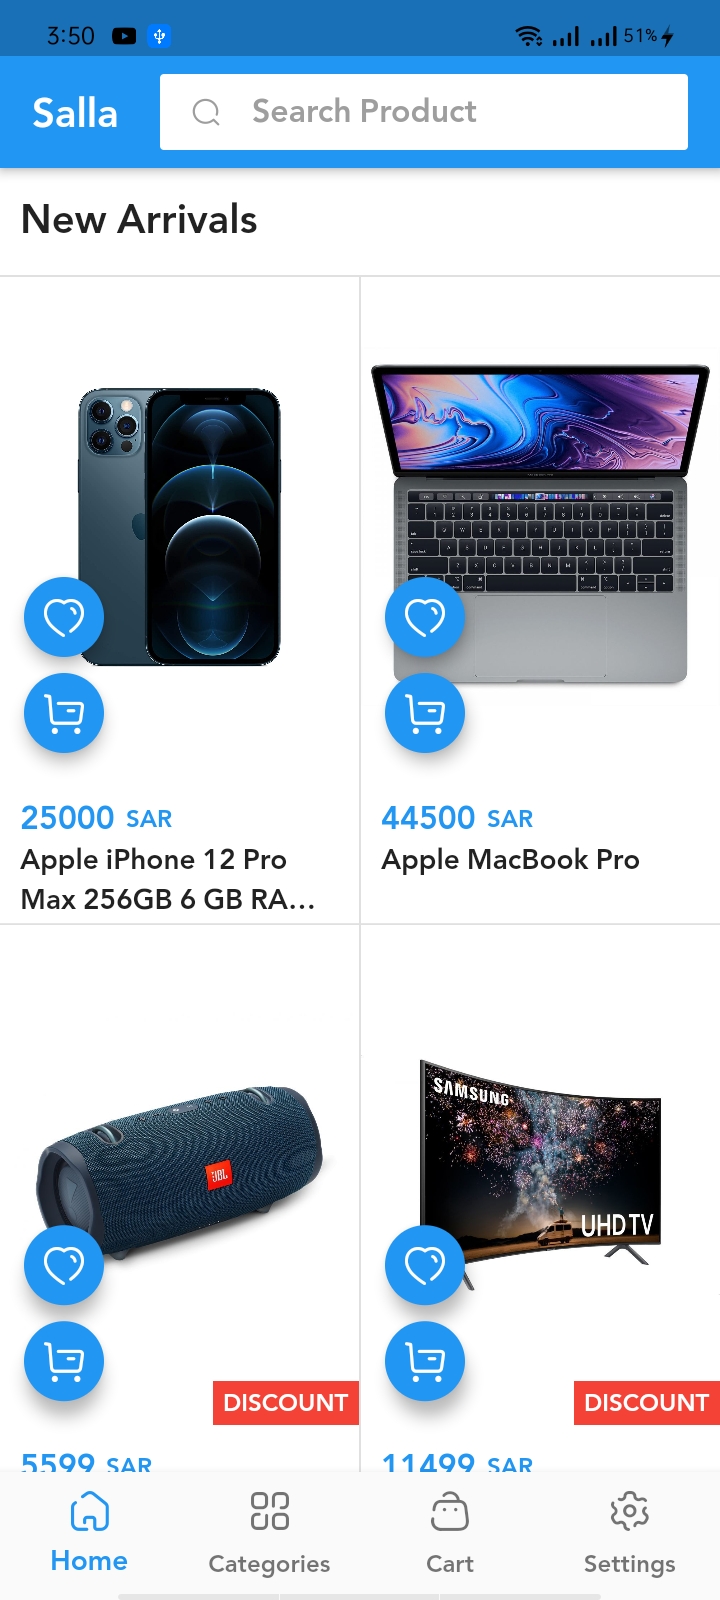 3:50
51%
Salla
Search Product
New Arrivals
25000 SAR
Apple iPhone 12 Pro
Max 256GB 6 GB RA...
44500 SAR
Apple MacBook Pro
JBL
SAMSUNG
UHD TV
DISCOUNT
DISCOUNT
5599 SAR
11499 SAR
Home
Categories
Cart
Settings